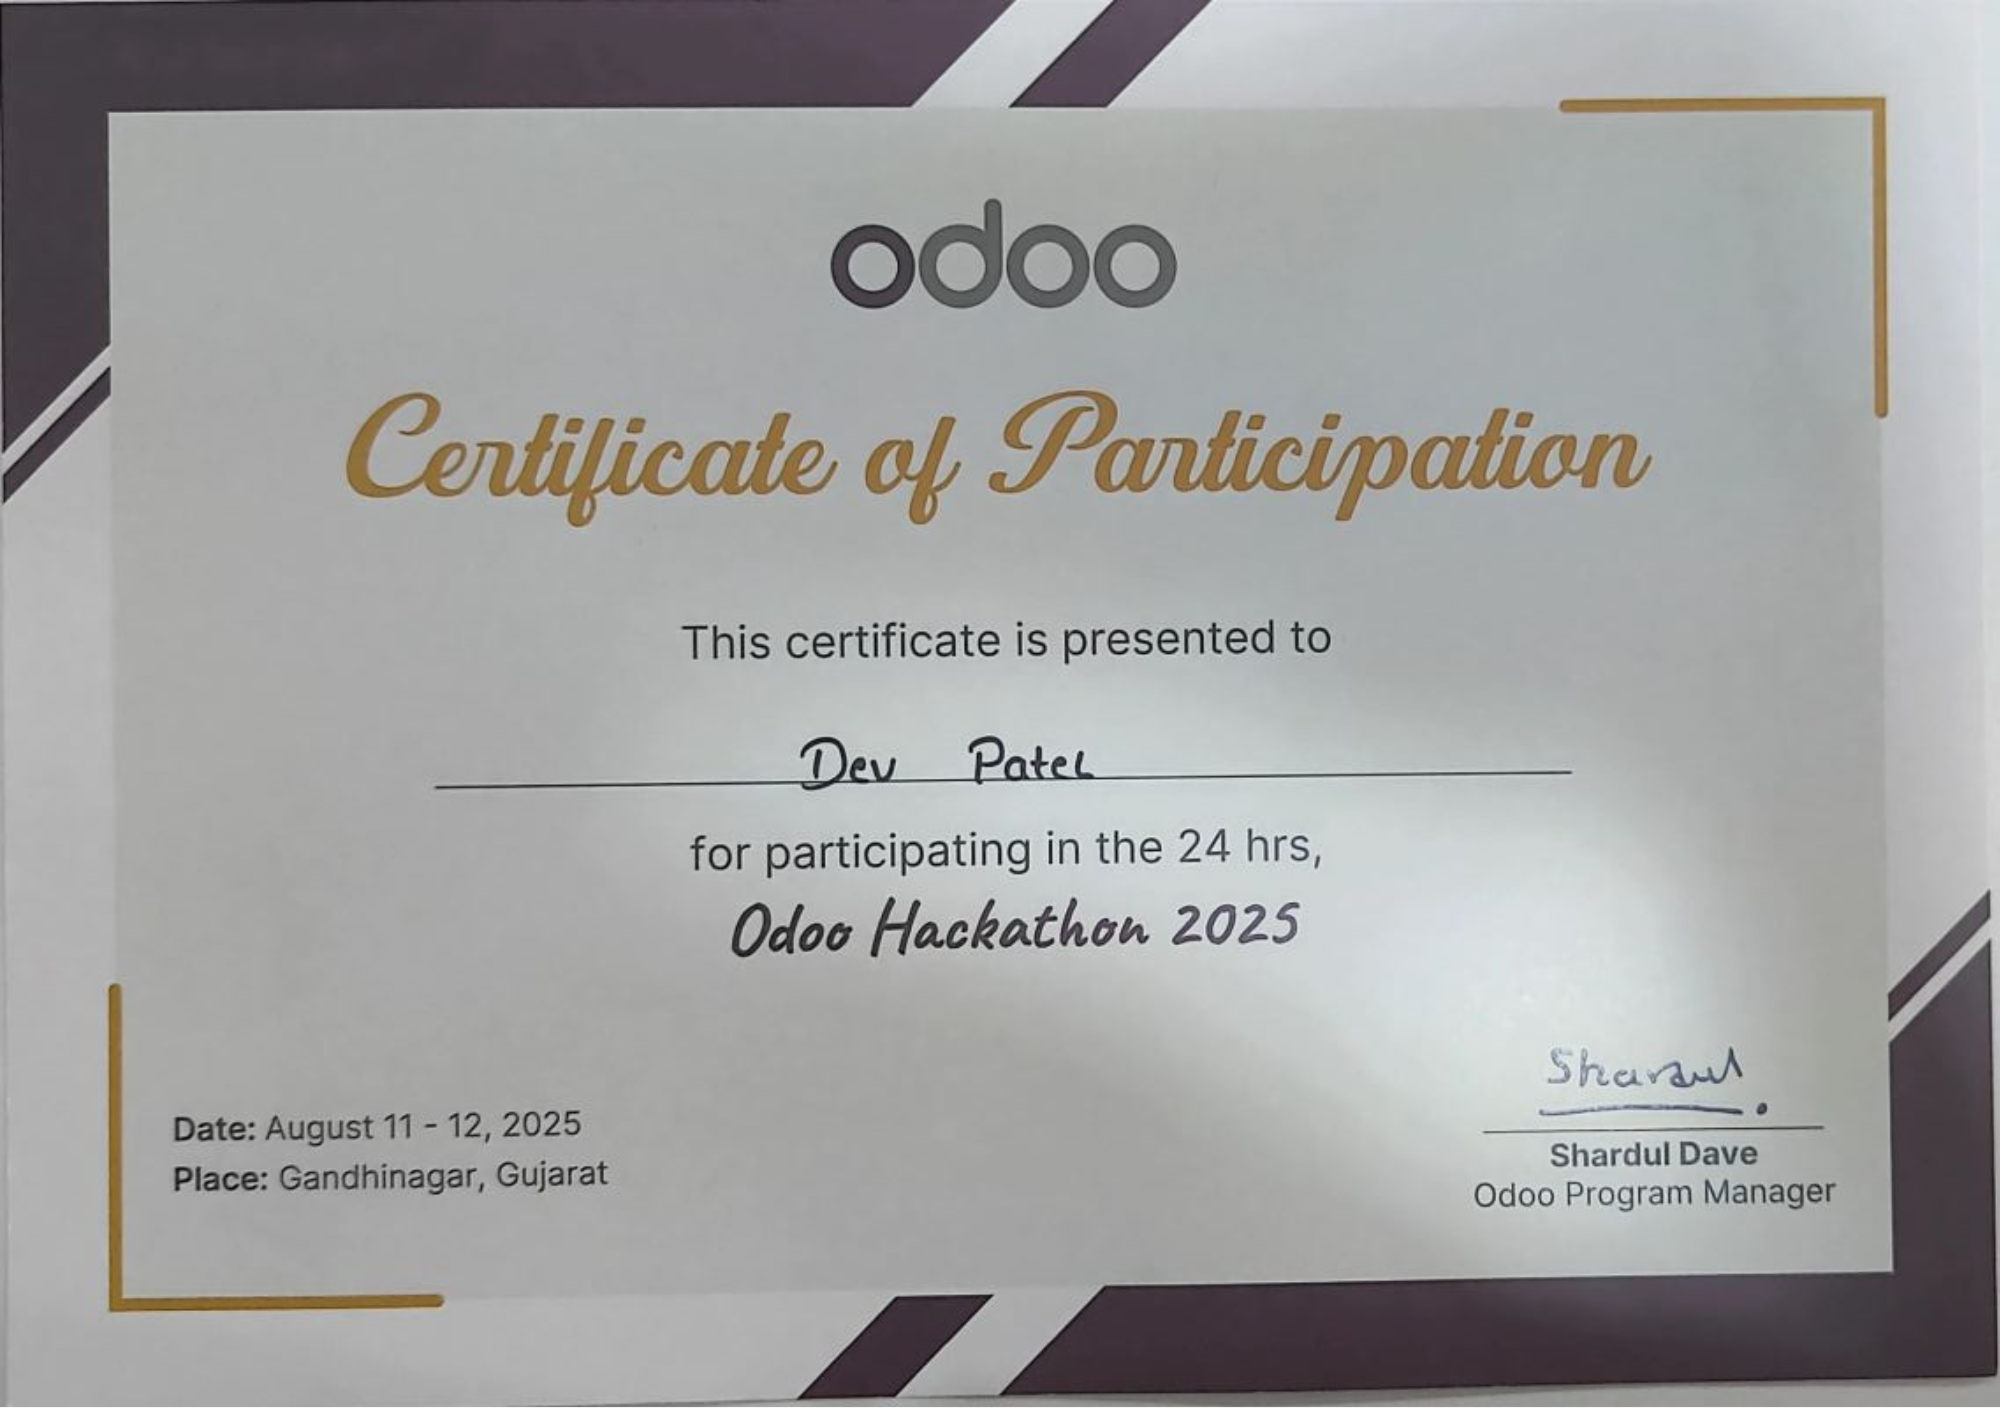 odoo
Certificate of Participation
This certificate is presented to
Dev Patel
for participating in the 24 hrs,
Odoo Hackathon 2025
Date: August 11 - 12, 2025
Place: Gandhinagar, Gujarat
Shardul
Shardul Dave
Odoo Program Manager